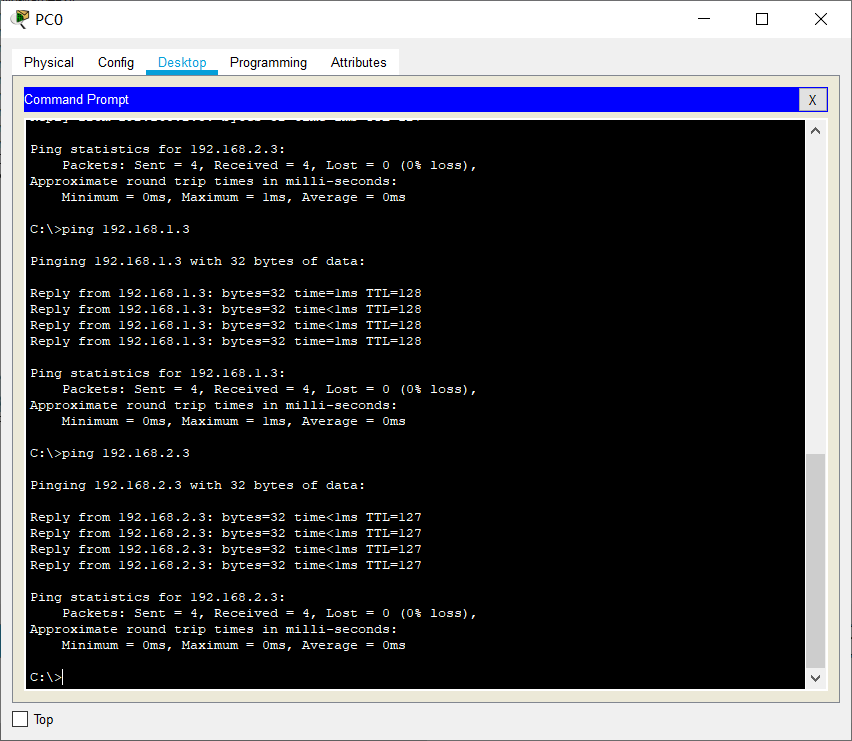 PC0
Physical Config Desktop Programming Attributes
Command Prompt X
Ping statistics for 192.168.2.3:
Packets: Sent = 4, Received = 4, Lost = 0 (0% loss),
Approximate round trip times in milli-seconds:
Minimum = 0ms, Maximum = 1ms, Average = 0ms
C:\>ping 192.168.1.3
Pinging 192.168.1.3 with 32 bytes of data:
Reply from 192.168.1.3: bytes=32 time=1ms TTL=128
Reply from 192.168.1.3: bytes=32 time<1ms TTL=128
Reply from 192.168.1.3: bytes=32 time<1ms TTL=128
Reply from 192.168.1.3: bytes=32 time=1ms TTL=128
Ping statistics for 192.168.1.3:
Packets: Sent = 4, Received = 4, Lost = 0 (0% loss),
Approximate round trip times in milli-seconds:
Minimum = 0ms, Maximum = 1ms, Average = 0ms
C:\>ping 192.168.2.3
Pinging 192.168.2.3 with 32 bytes of data:
Reply from 192.168.2.3: bytes=32 time<1ms TTL=127
Reply from 192.168.2.3: bytes=32 time<1ms TTL=127
Reply from 192.168.2.3: bytes=32 time<1ms TTL=127
Reply from 192.168.2.3: bytes=32 time<1ms TTL=127
Ping statistics for 192.168.2.3:
Packets: Sent = 4, Received = 4, Lost = 0 (0% loss),
Approximate round trip times in milli-seconds:
Minimum = 0ms, Maximum = 0ms, Average = 0ms
C:\>
Top